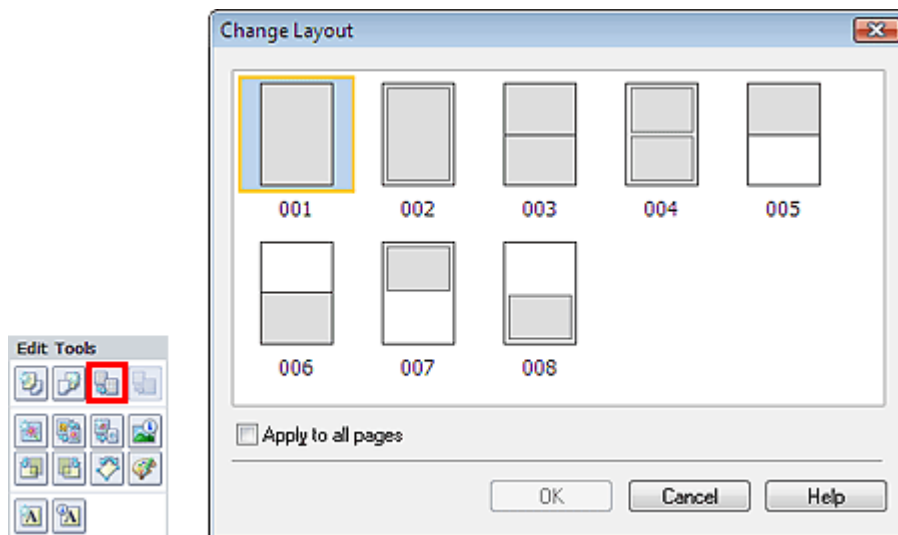 Change Layout
001 002 003 004 005
006 007 008
Edit Tools
Apply to all pages
OK Cancel Help
A A